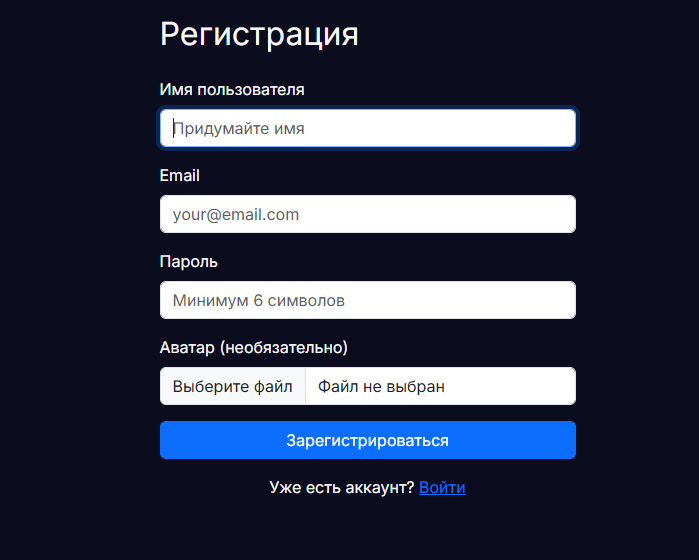 Регистрация
Имя пользователя
Придумайте имя
Email
your@email.com
Пароль
Минимум 6 символов
Аватар (необязательно)
Выберите файл Файл не выбран
Зарегистрироваться
Уже есть аккаунт? Войти